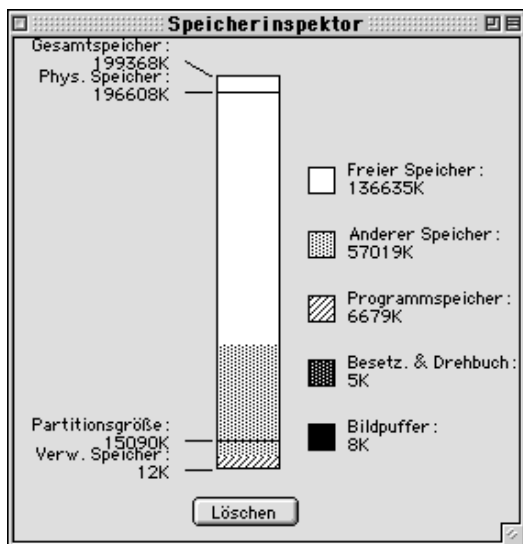 Speicherinspektor
Gesamtspeicher:
199368K
Phys. Speicher:
196608K
Freier Speicher:
136635K
Anderer Speicher:
57019K
Programmspeicher:
6679K
Besetz. & Drehbuch:
5K
Bildpuffer:
8K
Partitionsgröße:
15090K
Verw. Speicher:
12K
Löschen